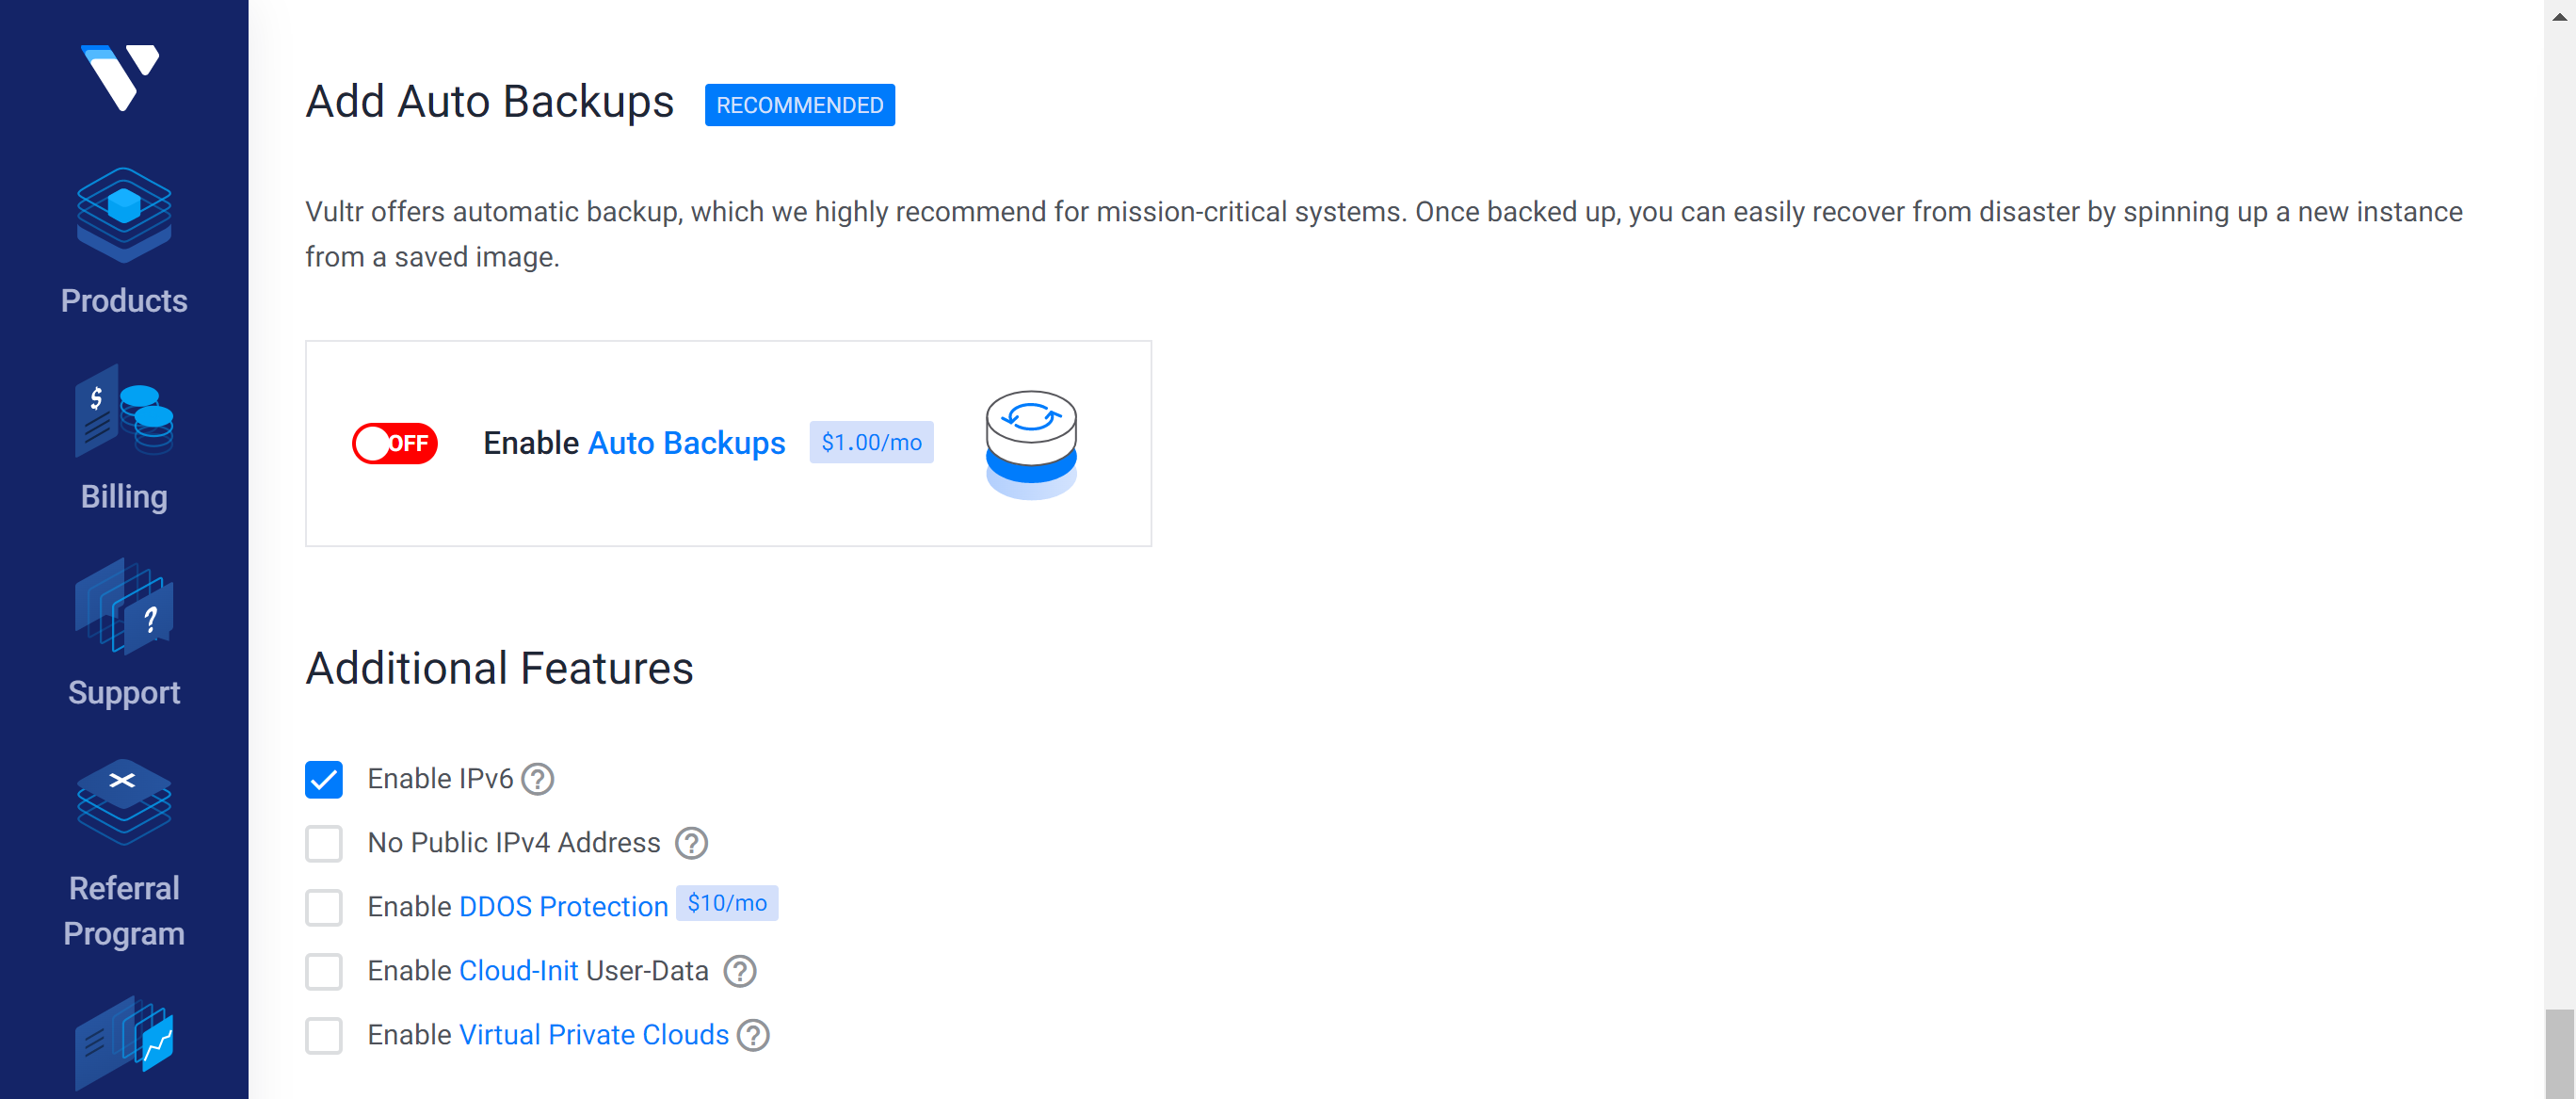 Products
Billing
Support
Referral
Program
Add Auto Backups RECOMMENDED
Vultr offers automatic backup, which we highly recommend for mission-critical systems. Once backed up, you can easily recover from disaster by spinning up a new instance
from a saved image.
OFF Enable Auto Backups $1.00/mo
Additional Features
Enable IPv6
No Public IPv4 Address
Enable DDOS Protection $10/mo
Enable Cloud-Init User-Data
Enable Virtual Private Clouds